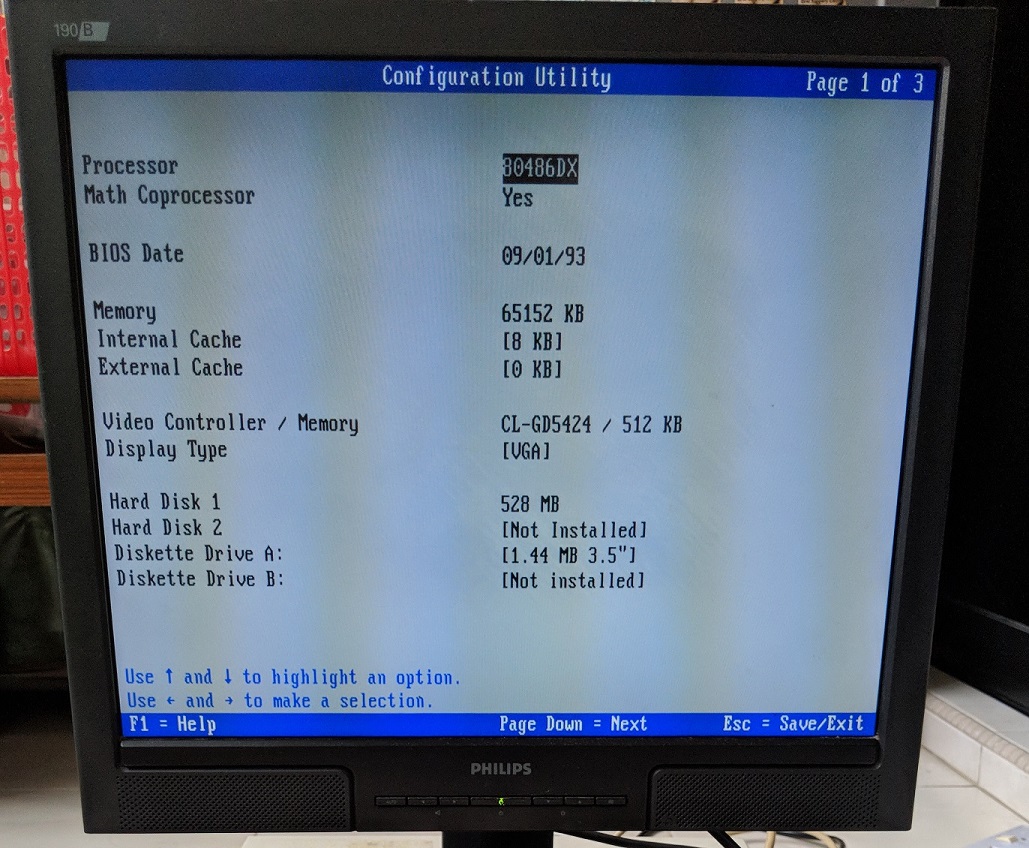 190 B
Configuration Utility Page 1 of 3
Processor 80486DX
Math Coprocessor Yes
BIOS Date 09/01/93
Memory 65152 KB
Internal Cache [8 KB]
External Cache [0 KB]
Video Controller / Memory CL-GD5424 / 512 KB
Display Type [VGA]
Hard Disk 1 528 MB
Hard Disk 2 [Not Installed]
Diskette Drive A: [1.44 MB 3.5"]
Diskette Drive B: [Not installed]
Use ↑ and ↓ to highlight an option.
Use ← and → to make a selection.
F1 = Help Page Down = Next Esc = Save/Exit
PHILIPS